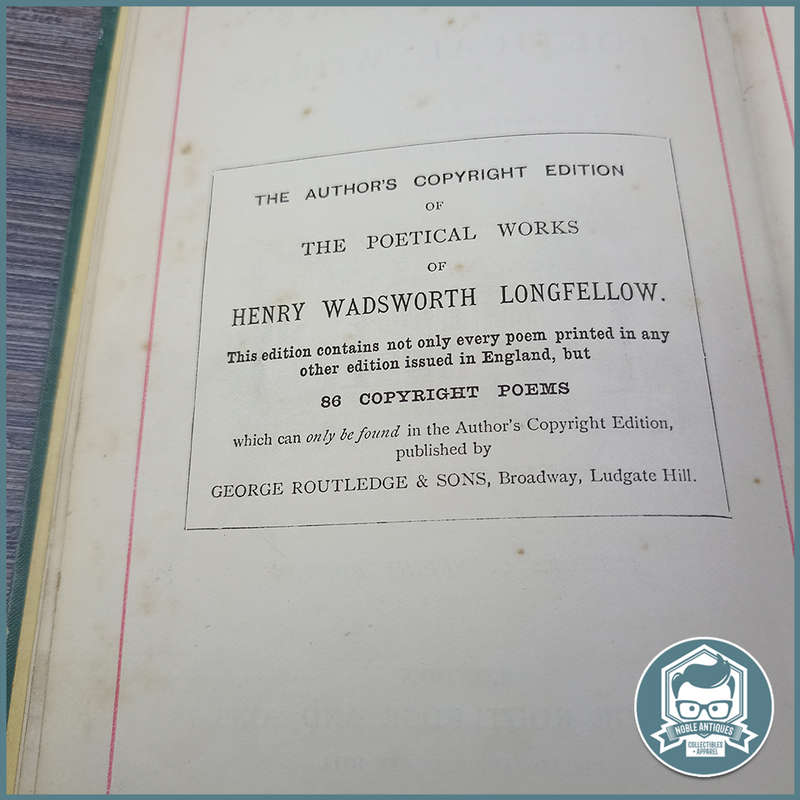 THE AUTHOR'S COPYRIGHT EDITION
OF
THE POETICAL WORKS
OF
HENRY WADSWORTH LONGFELLOW.
This edition contains not only every poem printed in any
other edition issued in England, but
86 COPYRIGHT POEMS
which can only be found in the Author's Copyright Edition,
published by
GEORGE ROUTLEDGE & SONS, Broadway, Ludgate Hill.
NOBLE ANTIQUES
COLLECTIBLES
+ APPAREL